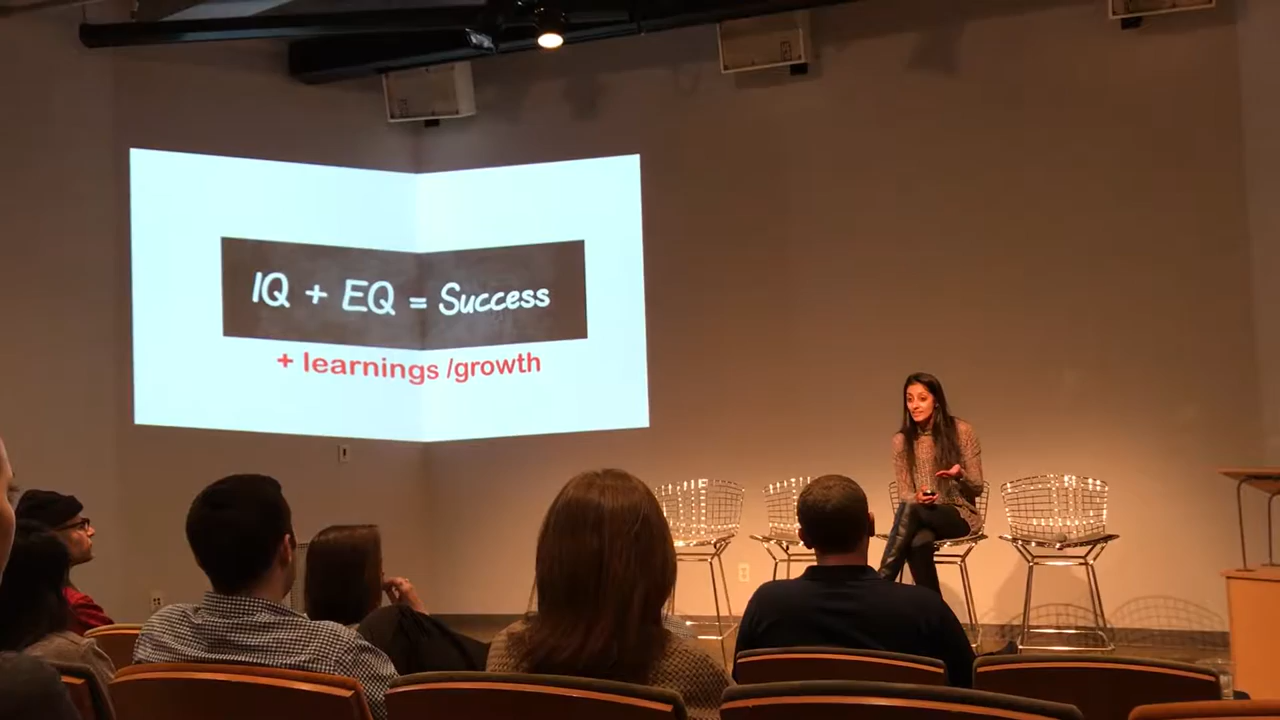 IQ + EQ = Success
+ learnings /growth